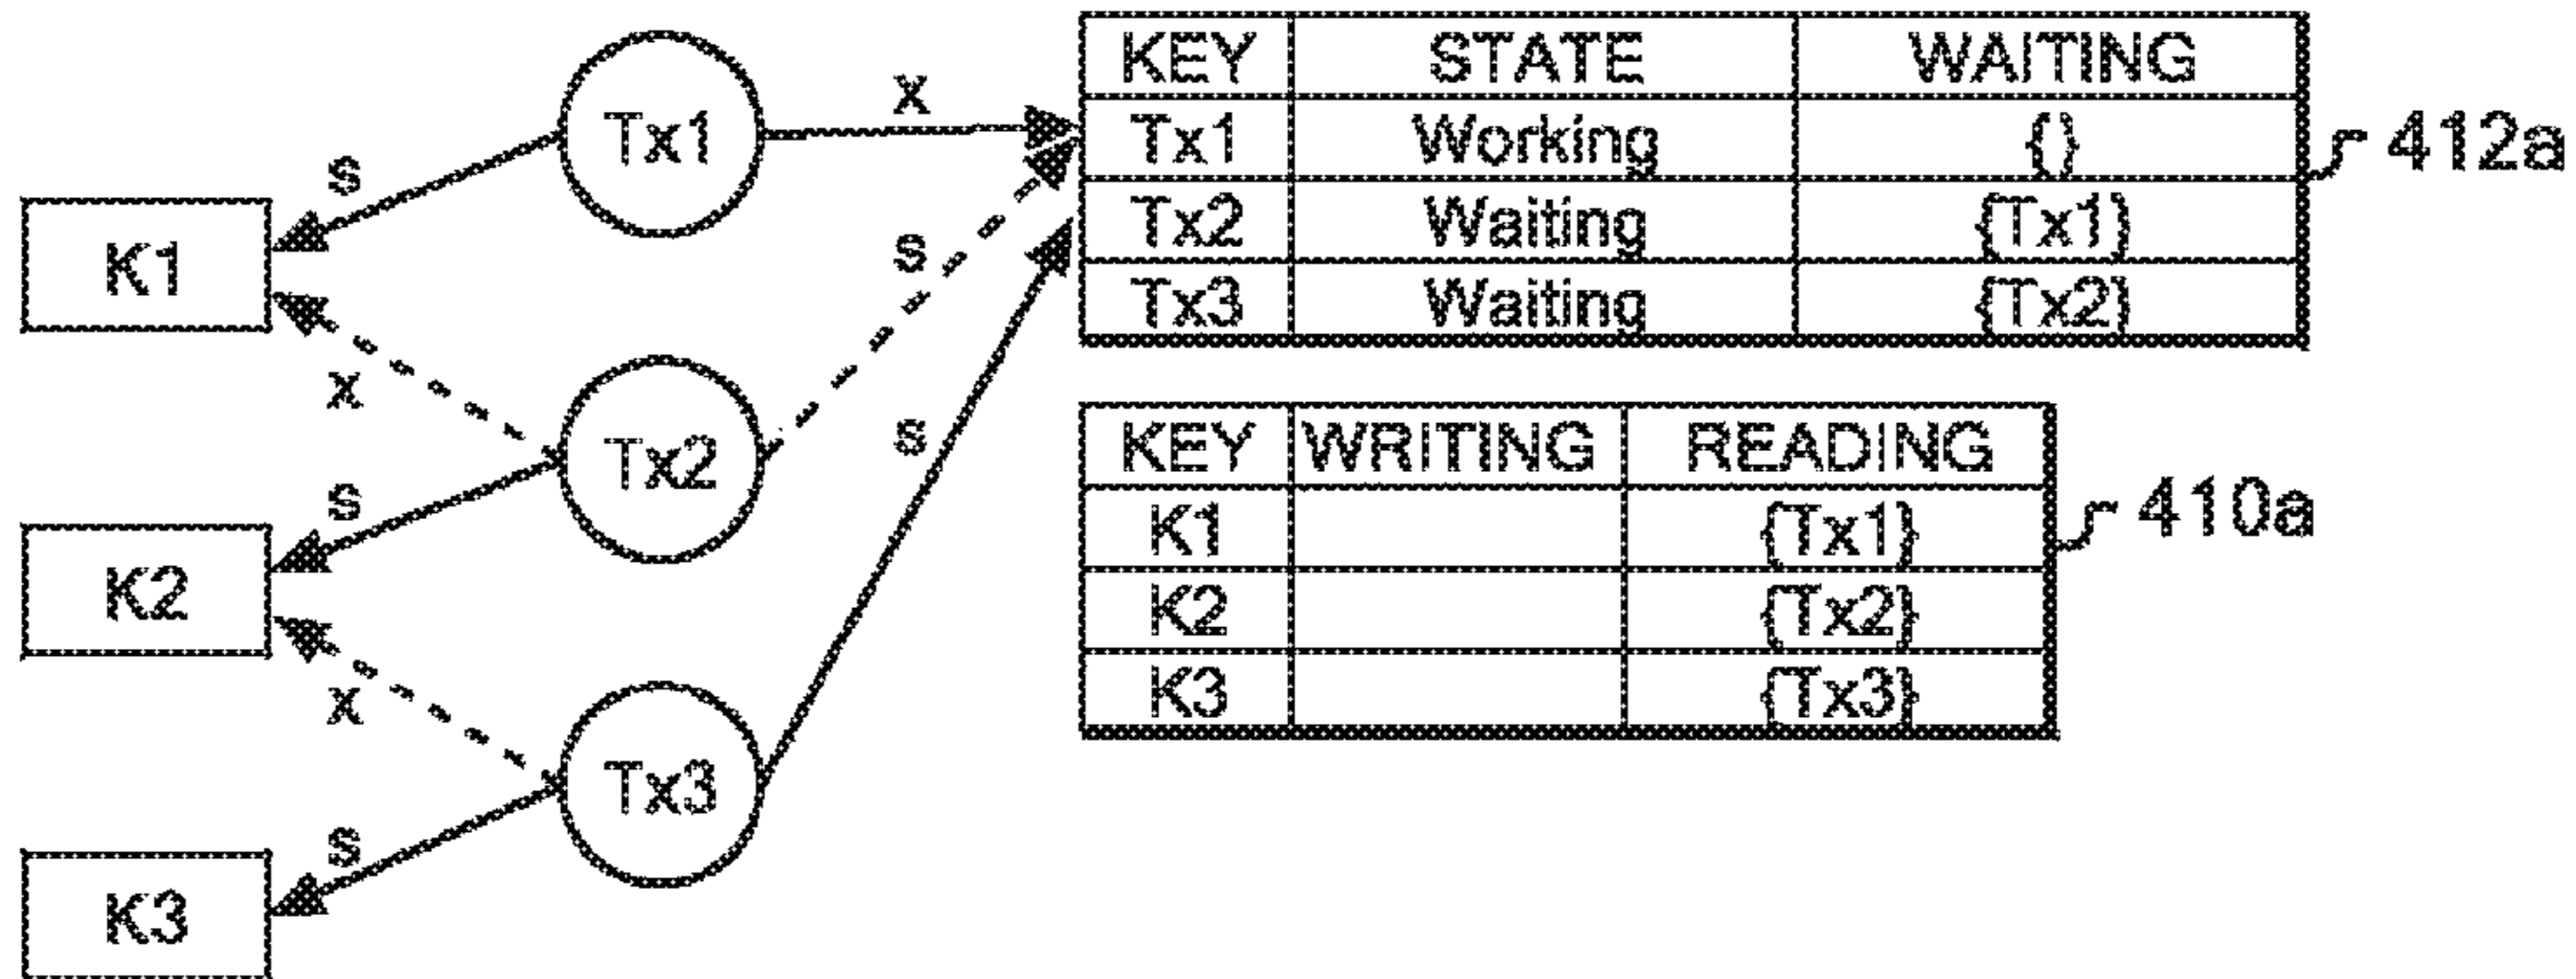 KEY STATE WAITING
Tx1 Working {}
Tx2 Waiting {Tx1}
Tx3 Waiting {Tx2}
412a
KEY WRITING READING
K1 {Tx1}
K2 {Tx2}
K3 {Tx3}
410a
Tx1
x
s
K1
s
x
Tx2
s
s
K2
x
Tx3
s
K3